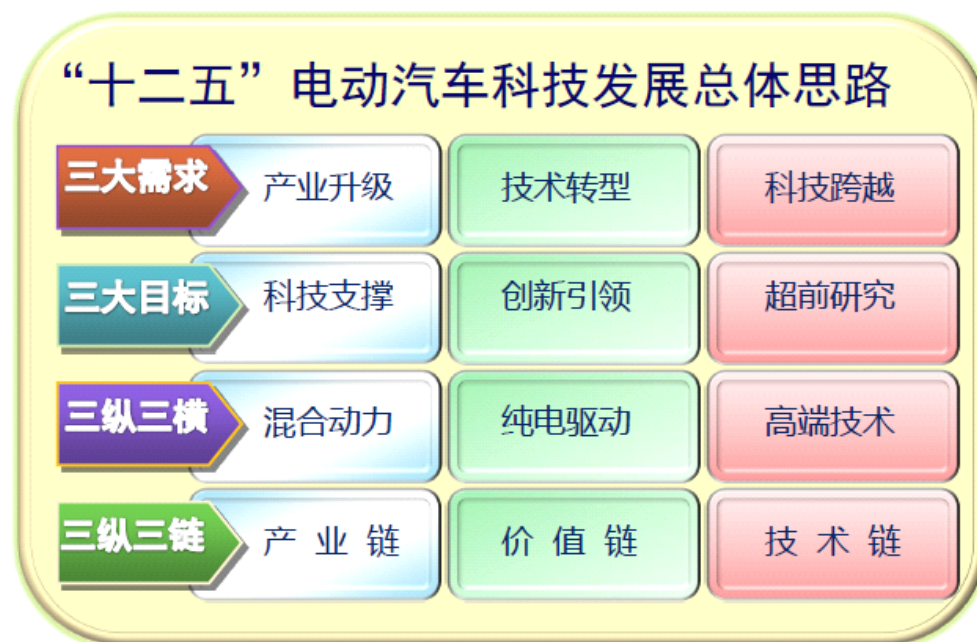 “十二五”电动汽车科技发展总体思路
三大需求 产业升级 技术转型 科技跨越
三大目标 科技支撑 创新引领 超前研究
三纵三横 混合动力 纯电驱动 高端技术
三纵三链 产业链 价值链 技术链